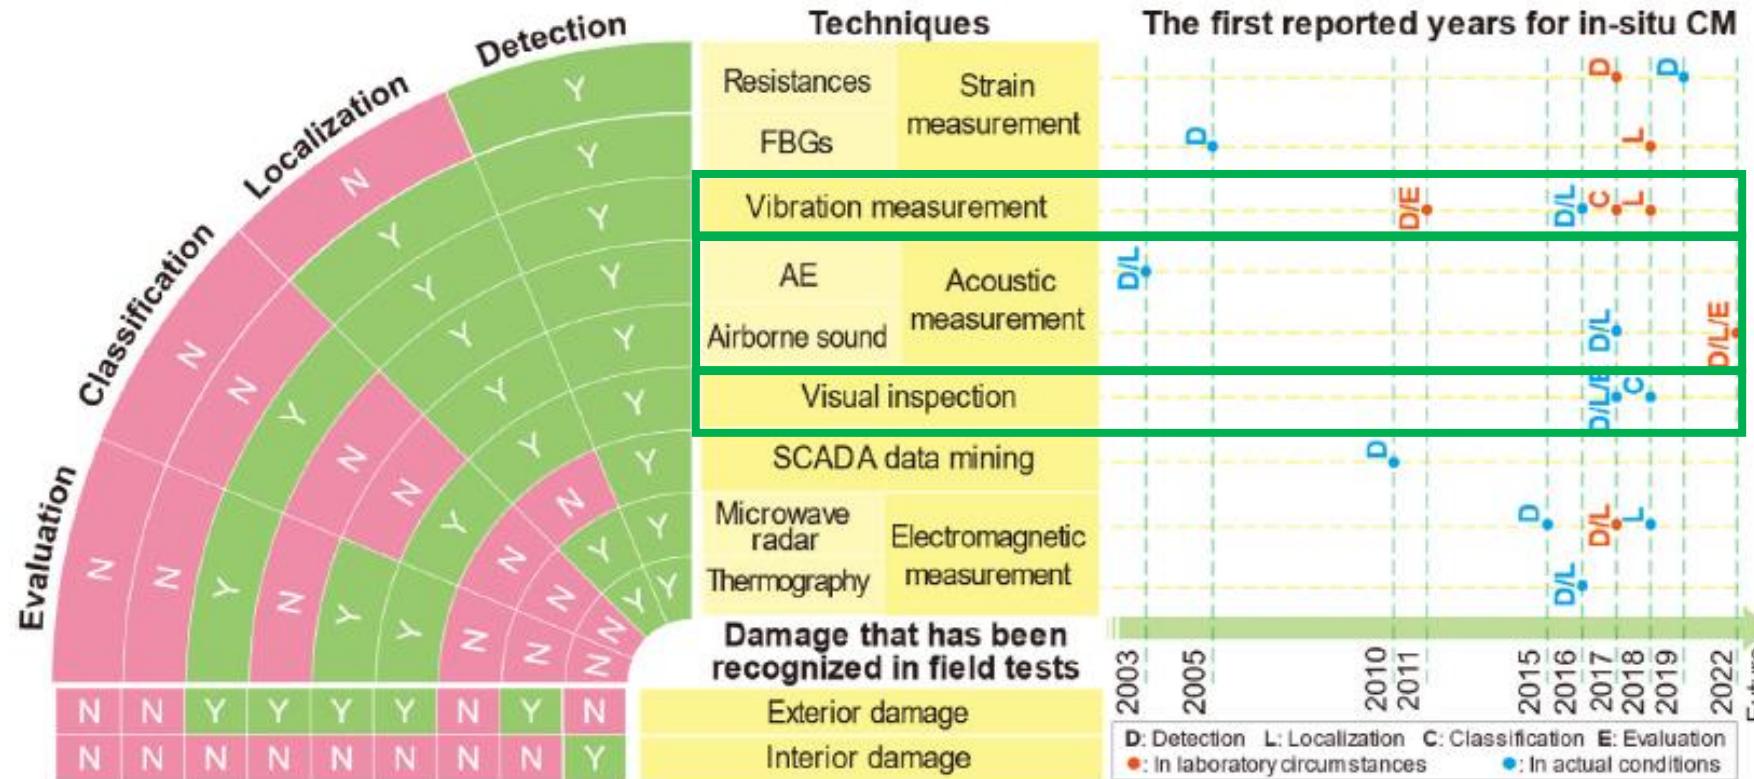 Detection
Y Y Y Y Y Y Y Y Y
Localization
N Y Y Y Y Y N Y Y
Classification
N N Y N N Y N N N
Evaluation
N N Y N Y Y N N N
Techniques
Resistances
FBGs
Strain
measurement
Vibration measurement
AE
Airborne sound
Acoustic
measurement
Visual inspection
SCADA data mining
Microwave
radar
Thermography
Electromagnetic
measurement
The first reported years for in-situ CM
D D
D L
D/E D/L C L
D/L
D/L D/L/E
D/L/E C
D
D D/L L
D/L
2003 2005 2010 2011 2015 2016 2017 2018 2019 2022
Damage that has been
recognized in field tests
N N Y Y Y Y N Y N Exterior damage
N N N N N N N N Y Interior damage
D: Detection L: Localization C: Classification E: Evaluation
: In laboratory circumstances : In actual conditions